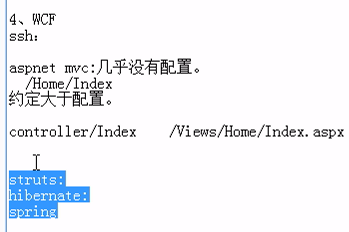 4、WCF
ssh:
aspnet mvc:几乎没有配置。
/Home/Index
约定大于配置。
controller/Index    /Views/Home/Index.aspx
struts:
hibernate:
spring